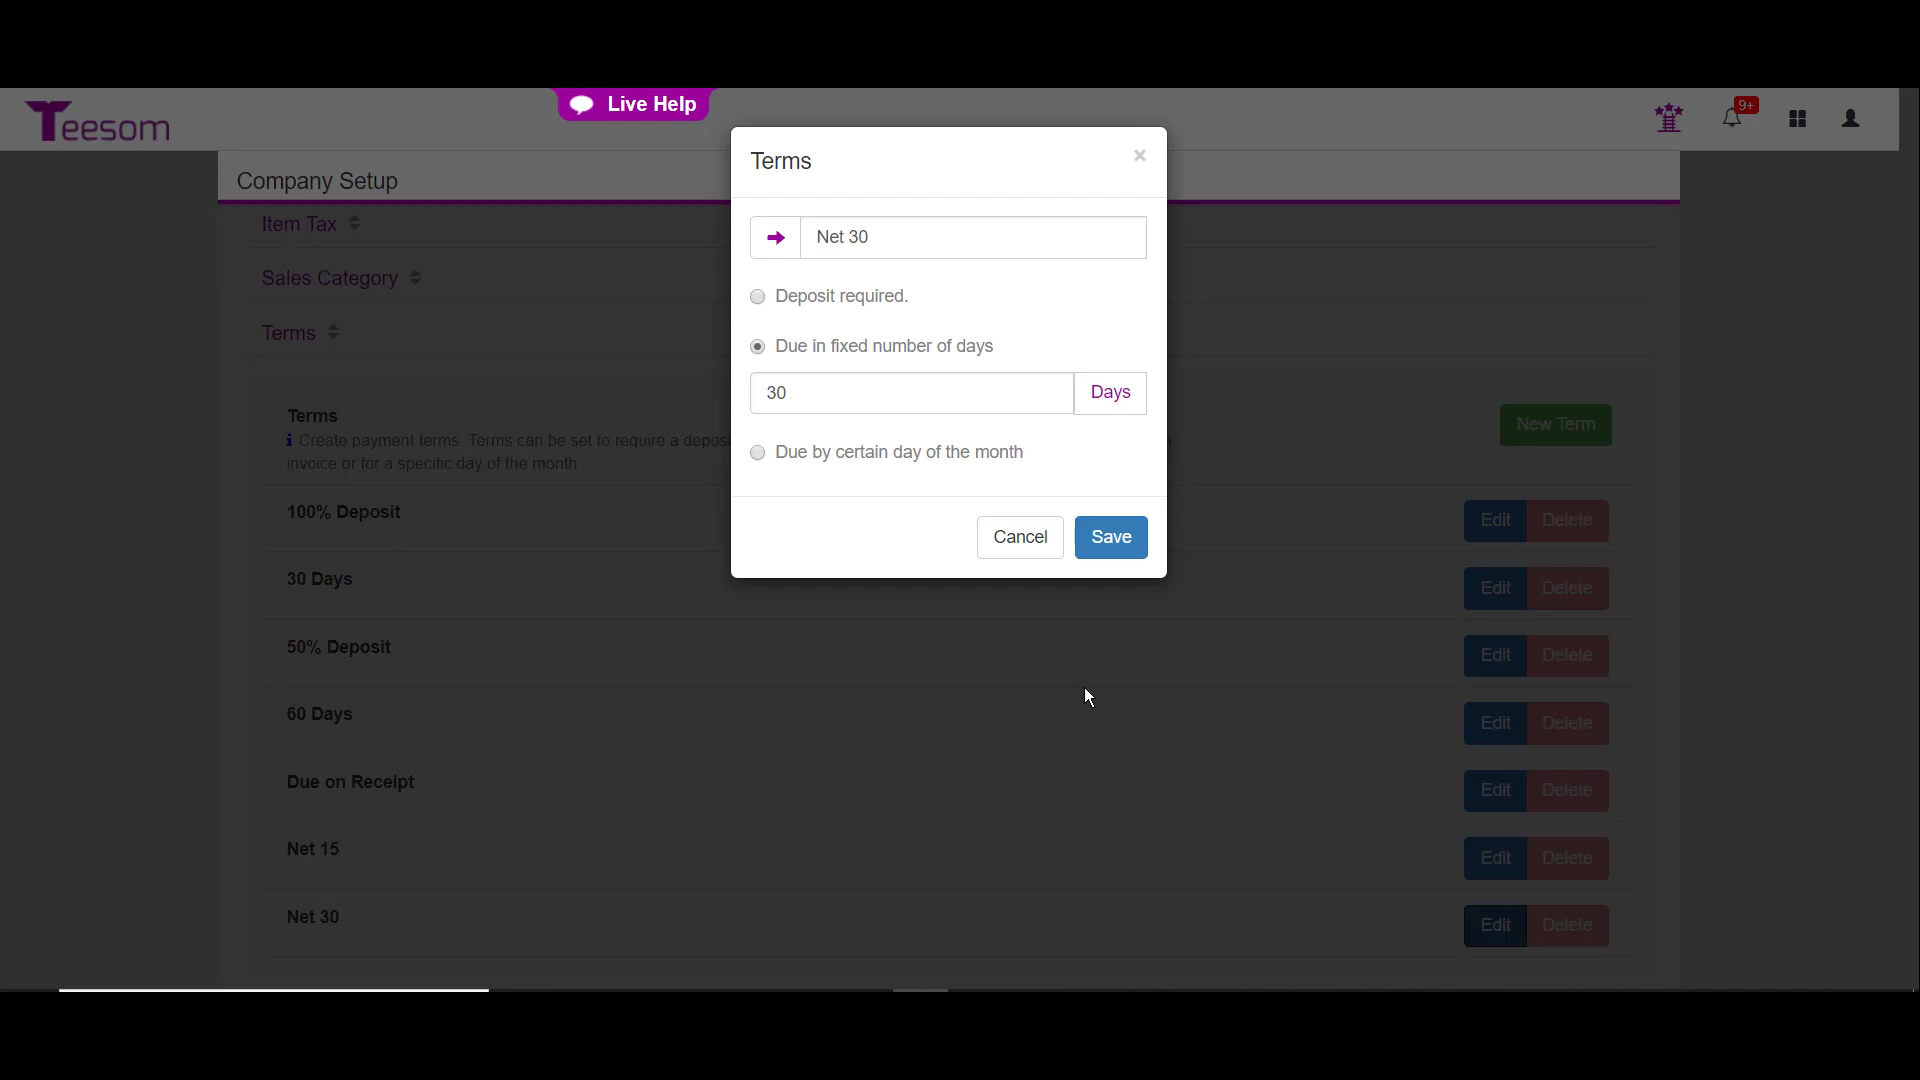 Teesom
Live Help
9+
Company Setup
Item Tax
Sales Category
Terms
Terms
Create payment terms. Terms can be set to require a deposi
invoice or for a specific day of the month.
New Term
100% Deposit
Edit Delete
30 Days
Edit Delete
50% Deposit
Edit Delete
60 Days
Edit Delete
Due on Receipt
Edit Delete
Net 15
Edit Delete
Net 30
Edit Delete
Terms
×
Net 30
Deposit required.
Due in fixed number of days
30 Days
Due by certain day of the month
Cancel Save